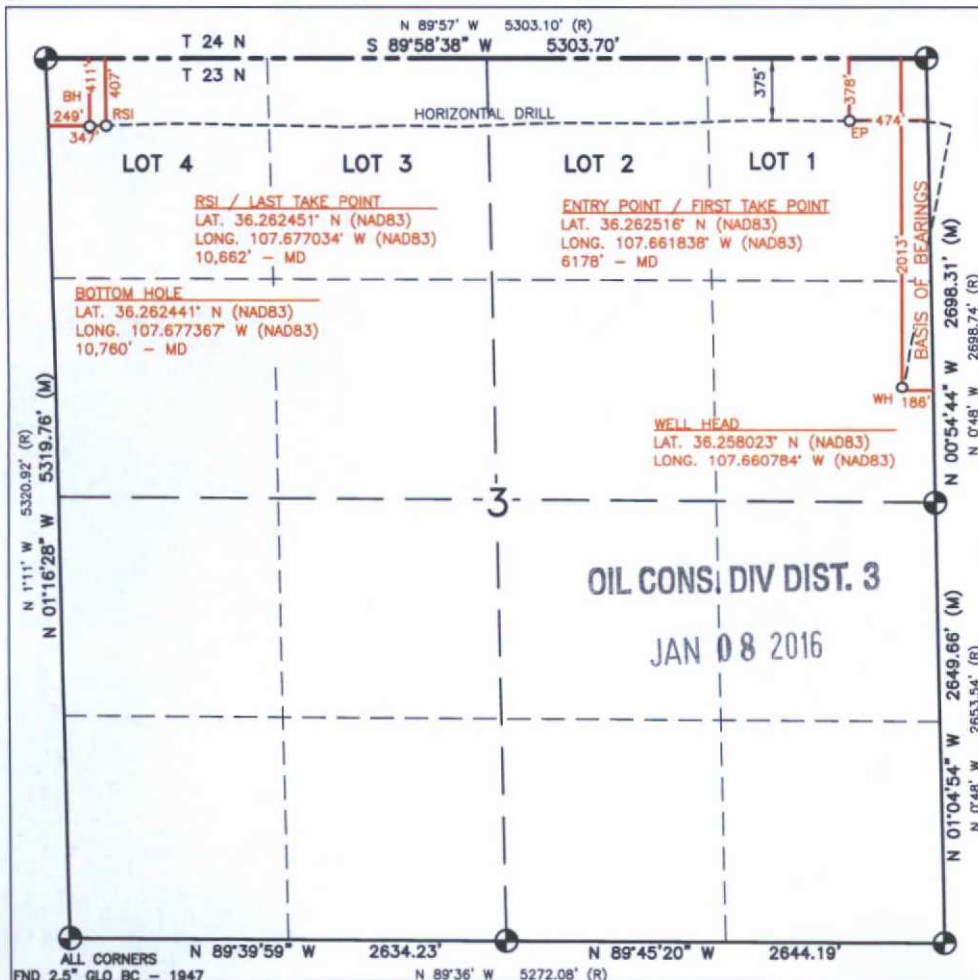 N 89°57' W 5303.10' (R)
S 89°58'38" W 5303.70'
T 24 N
T 23 N
411'
407'
BH
RSI
249'
347'
HORIZONTAL DRILL
375'
378'
EP
474'
LOT 4
LOT 3
LOT 2
LOT 1
RSI / LAST TAKE POINT
LAT. 36.262451° N (NAD83)
LONG. 107.677034° W (NAD83)
10,662' - MD
ENTRY POINT / FIRST TAKE POINT
LAT. 36.262516° N (NAD83)
LONG. 107.661838° W (NAD83)
6178' - MD
BOTTOM HOLE
LAT. 36.262441° N (NAD83)
LONG. 107.677367° W (NAD83)
10,760' - MD
2013'
BASIS OF BEARINGS
N 00°54'44" W 2698.31' (M)
N 0°48' W 2698.74' (R)
WH
186'
WELL HEAD
LAT. 36.258023° N (NAD83)
LONG. 107.660784° W (NAD83)
N 1°11' W 5320.92' (R)
N 01°16'28" W 5319.76' (M)
3
OIL CONS. DIV DIST. 3
JAN 08 2016
N 01°04'54" W 2649.66' (M)
N 0°48' W 2653.54' (R)
ALL CORNERS
FND 2.5" GLO BC - 1947
N 89°39'59" W 2634.23'
N 89°45'20" W 2644.19'
N 89°36' W 5272.08' (R)